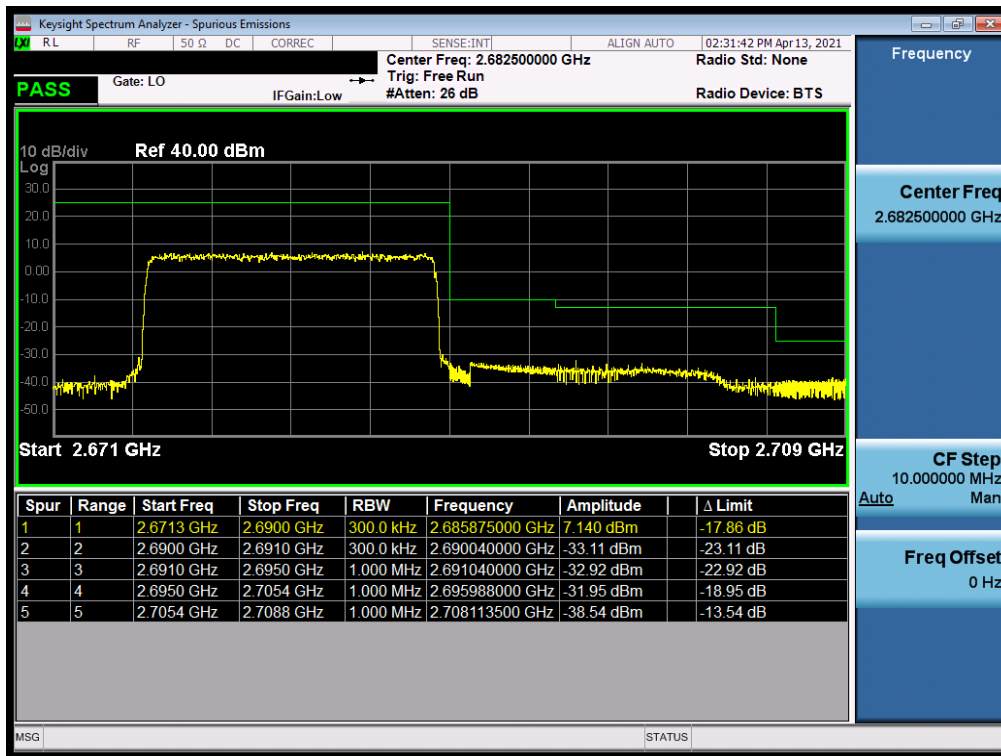 Keysight Spectrum Analyzer - Spurious Emissions
LXI RL RF 50 Ω DC CORREC SENSE:INT ALIGN AUTO 02:31:42 PM Apr 13, 2021
Center Freq: 2.682500000 GHz Radio Std: None
PASS Gate: LO Trig: Free Run
IFGain:Low #Atten: 26 dB Radio Device: BTS
10 dB/div Ref 40.00 dBm
Log
30.0
20.0
10.0
0.00
-10.0
-20.0
-30.0
-40.0
-50.0
Start 2.671 GHz Stop 2.709 GHz
Spur Range Start Freq Stop Freq RBW Frequency Amplitude Δ Limit
1 1 2.6713 GHz 2.6900 GHz 300.0 kHz 2.685875000 GHz 7.140 dBm -17.86 dB
2 2 2.6900 GHz 2.6910 GHz 300.0 kHz 2.690040000 GHz -33.11 dBm -23.11 dB
3 3 2.6910 GHz 2.6950 GHz 1.000 MHz 2.691040000 GHz -32.92 dBm -22.92 dB
4 4 2.6950 GHz 2.7054 GHz 1.000 MHz 2.695988000 GHz -31.95 dBm -18.95 dB
5 5 2.7054 GHz 2.7088 GHz 1.000 MHz 2.708113500 GHz -38.54 dBm -13.54 dB
MSG STATUS
Frequency
Center Freq
2.682500000 GHz
CF Step
10.000000 MHz
Auto Man
Freq Offset
0 Hz